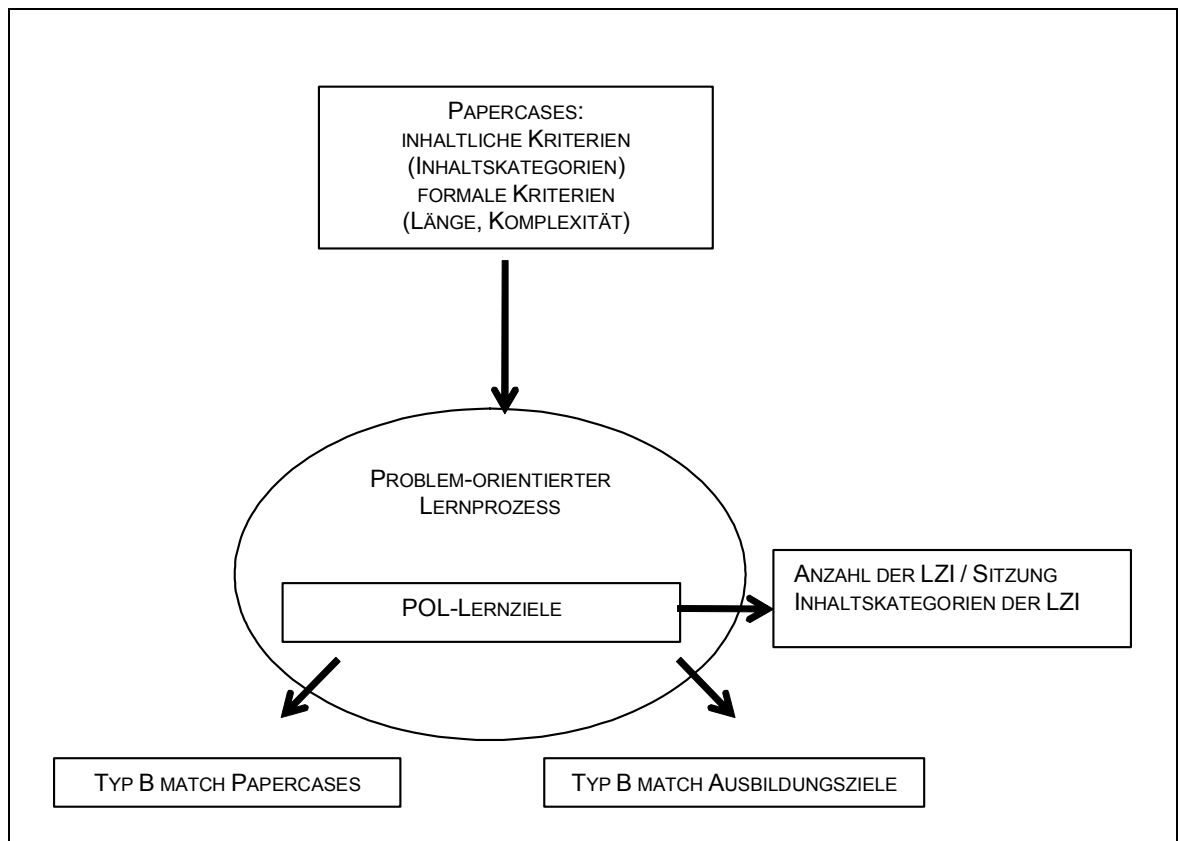 PAPERCASES:
INHALTLICHE KRITERIEN
(INHALTSKATEGORIEN)
FORMALE KRITERIEN
(LÄNGE, KOMPLEXITÄT)
PROBLEM-ORIENTIERTER
LERNPROZESS
POL-LERNZIELE
ANZAHL DER LZI / SITZUNG
INHALTSKATEGORIEN DER LZI
TYP B MATCH PAPERCASES
TYP B MATCH AUSBILDUNGSZIELE